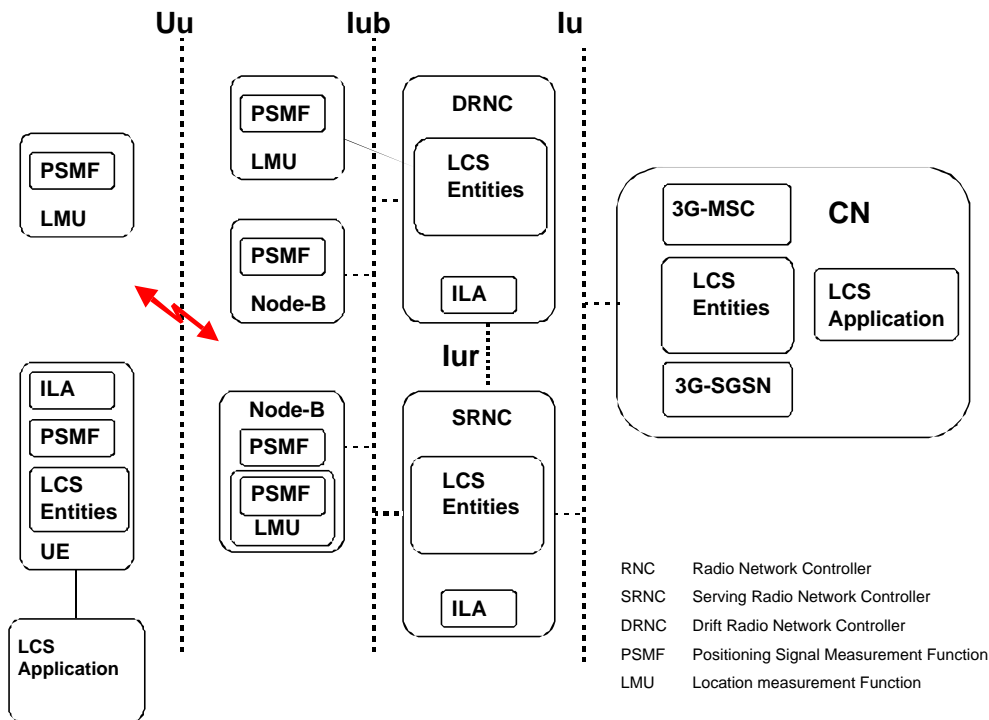 Uu
Iub
Iu
PSMF
LMU
ILA
PSMF
LCS
Entities
UE
LCS
Application
PSMF
LMU
PSMF
Node-B
Node-B
PSMF
PSMF
LMU
DRNC
LCS
Entities
ILA
Iur
SRNC
LCS
Entities
ILA
3G-MSC
CN
LCS
Entities
LCS
Application
3G-SGSN
RNC Radio Network Controller
SRNC Serving Radio Network Controller
DRNC Drift Radio Network Controller
PSMF Positioning Signal Measurement Function
LMU Location measurement Function